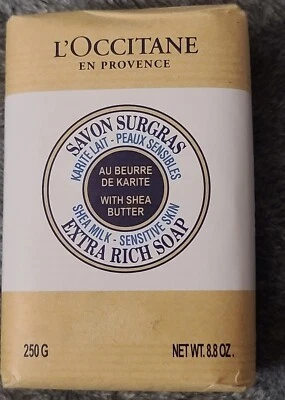 L'OCCITANE
EN PROVENCE
SAVON SURGRAS
KARITE LAIT - PEAUX SENSIBLES
AU BEURRE
DE KARITE
WITH SHEA
BUTTER
SHEA MILK - SENSITIVE SKIN
EXTRA RICH SOAP
250 G
NET WT. 8.8 OZ.